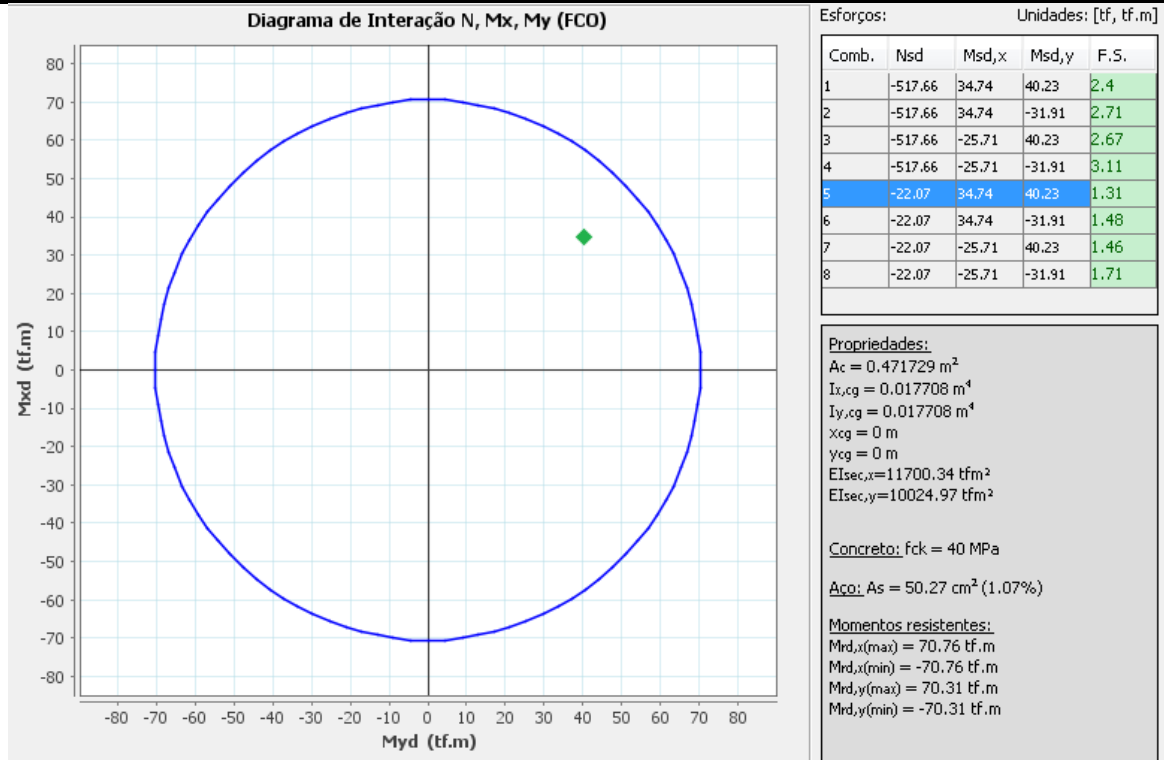 Diagrama de Interação N, Mx, My (FCO)
80
70
60
50
40
30
20
10
0
-10
-20
-30
-40
-50
-60
-70
-80
Mxd (tf.m)
-80 -70 -60 -50 -40 -30 -20 -10 0 10 20 30 40 50 60 70 80
Myd (tf.m)
Esforços: Unidades: [tf, tf.m]
Comb. Nsd Msd,x Msd,y F.S.
1 -517.66 34.74 40.23 2.4
2 -517.66 34.74 -31.91 2.71
3 -517.66 -25.71 40.23 2.67
4 -517.66 -25.71 -31.91 3.11
5 -22.07 34.74 40.23 1.31
6 -22.07 34.74 -31.91 1.48
7 -22.07 -25.71 40.23 1.46
8 -22.07 -25.71 -31.91 1.71
Propriedades:
Ac = 0.471729 m²
Ix,cg = 0.017708 m⁴
Iy,cg = 0.017708 m⁴
xcg = 0 m
ycg = 0 m
EIsec,x=11700.34 tfm²
EIsec,y=10024.97 tfm²
Concreto: fck = 40 MPa
Aço: As = 50.27 cm² (1.07%)
Momentos resistentes:
Mrd,x(max) = 70.76 tf.m
Mrd,x(min) = -70.76 tf.m
Mrd,y(max) = 70.31 tf.m
Mrd,y(min) = -70.31 tf.m